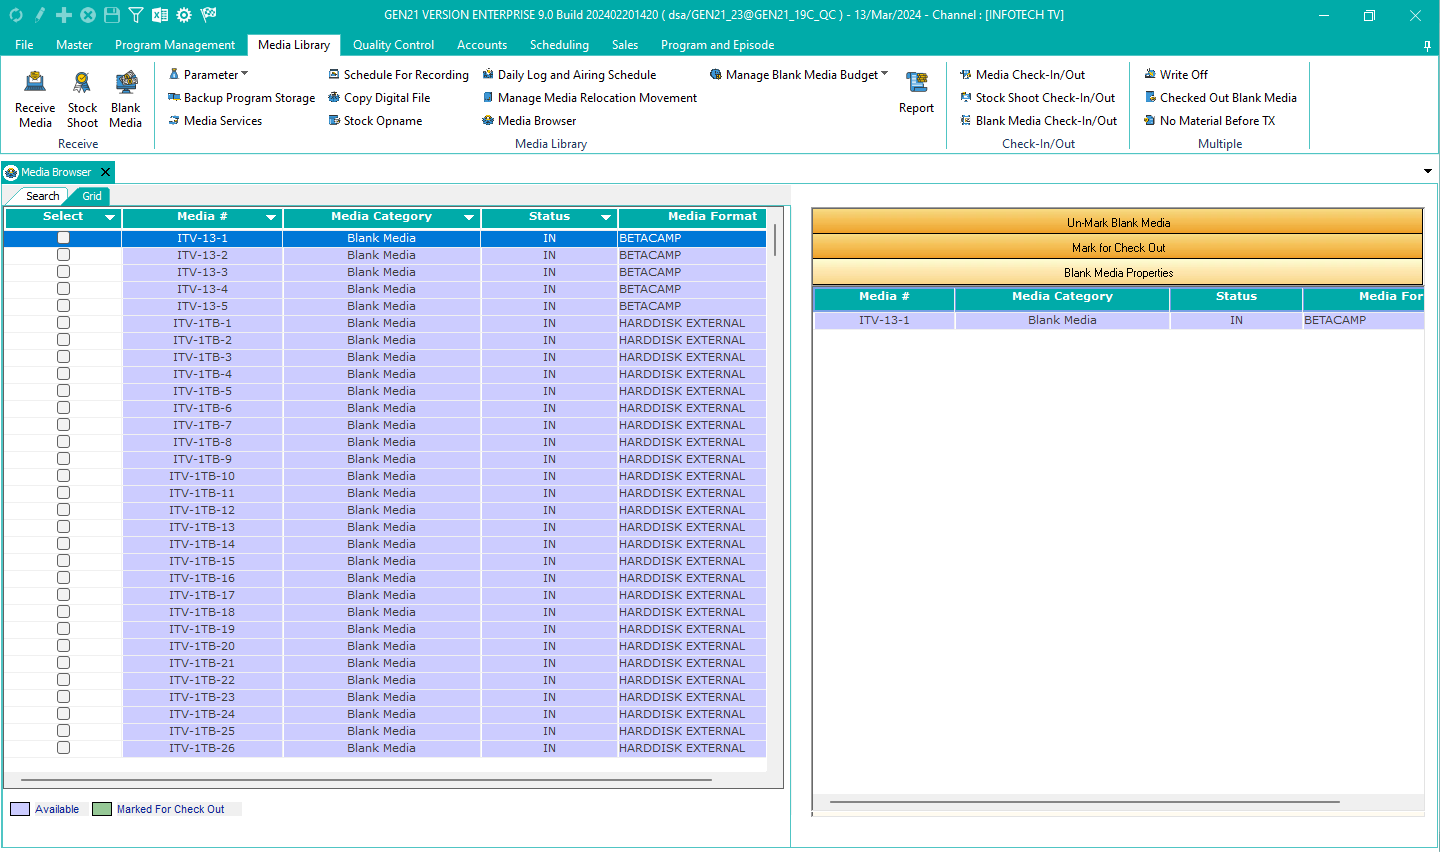 GEN21 VERSION ENTERPRISE 9.0 Build 202402201420 ( dsa/GEN21_23@GEN21_19C_QC ) - 13/Mar/2024 - Channel : [INFOTECH TV]
File Master Program Management Media Library Quality Control Accounts Scheduling Sales Program and Episode
Receive Media
Stock Shoot
Blank Media
Receive
Parameter
Backup Program Storage
Media Services
Schedule For Recording
Copy Digital File
Stock Opname
Daily Log and Airing Schedule
Manage Media Relocation Movement
Media Browser
Manage Blank Media Budget
Report
Media Library
Media Check-In/Out
Stock Shoot Check-In/Out
Blank Media Check-In/Out
Check-In/Out
Write Off
Checked Out Blank Media
No Material Before TX
Multiple
Media Browser
Search Grid
Select Media # Media Category Status Media Format
ITV-13-1 Blank Media IN BETACAMP
ITV-13-2 Blank Media IN BETACAMP
ITV-13-3 Blank Media IN BETACAMP
ITV-13-4 Blank Media IN BETACAMP
ITV-13-5 Blank Media IN BETACAMP
ITV-1TB-1 Blank Media IN HARDDISK EXTERNAL
ITV-1TB-2 Blank Media IN HARDDISK EXTERNAL
ITV-1TB-3 Blank Media IN HARDDISK EXTERNAL
ITV-1TB-4 Blank Media IN HARDDISK EXTERNAL
ITV-1TB-5 Blank Media IN HARDDISK EXTERNAL
ITV-1TB-6 Blank Media IN HARDDISK EXTERNAL
ITV-1TB-7 Blank Media IN HARDDISK EXTERNAL
ITV-1TB-8 Blank Media IN HARDDISK EXTERNAL
ITV-1TB-9 Blank Media IN HARDDISK EXTERNAL
ITV-1TB-10 Blank Media IN HARDDISK EXTERNAL
ITV-1TB-11 Blank Media IN HARDDISK EXTERNAL
ITV-1TB-12 Blank Media IN HARDDISK EXTERNAL
ITV-1TB-13 Blank Media IN HARDDISK EXTERNAL
ITV-1TB-14 Blank Media IN HARDDISK EXTERNAL
ITV-1TB-15 Blank Media IN HARDDISK EXTERNAL
ITV-1TB-16 Blank Media IN HARDDISK EXTERNAL
ITV-1TB-17 Blank Media IN HARDDISK EXTERNAL
ITV-1TB-18 Blank Media IN HARDDISK EXTERNAL
ITV-1TB-19 Blank Media IN HARDDISK EXTERNAL
ITV-1TB-20 Blank Media IN HARDDISK EXTERNAL
ITV-1TB-21 Blank Media IN HARDDISK EXTERNAL
ITV-1TB-22 Blank Media IN HARDDISK EXTERNAL
ITV-1TB-23 Blank Media IN HARDDISK EXTERNAL
ITV-1TB-24 Blank Media IN HARDDISK EXTERNAL
ITV-1TB-25 Blank Media IN HARDDISK EXTERNAL
ITV-1TB-26 Blank Media IN HARDDISK EXTERNAL
Available Marked For Check Out
Un-Mark Blank Media
Mark for Check Out
Blank Media Properties
Media # Media Category Status Media For
ITV-13-1 Blank Media IN BETACAMP